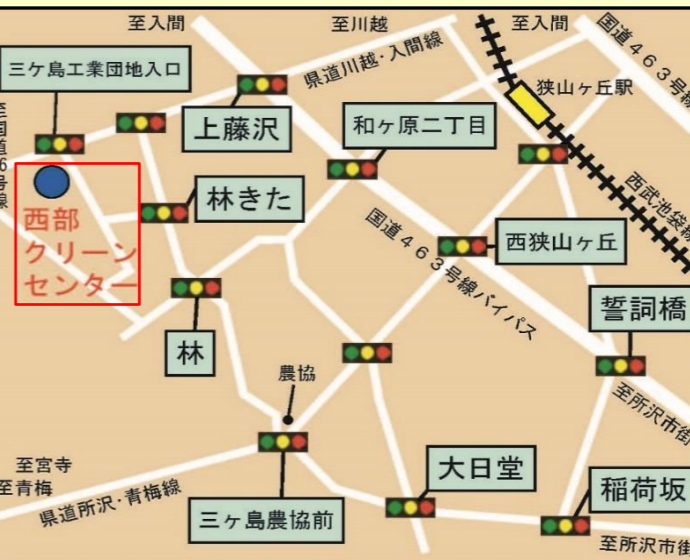 至入間
至川越
至入間
国道463号線
三ケ島工業団地入口
県道川越・入間線
狭山ヶ丘駅
上藤沢
和ヶ原二丁目
至国道
6号線
林きた
西武池袋線
西部
クリーン
センター
国道463号線バイパス
西狭山ヶ丘
誓詞橋
林
農協
至所沢市街
大日堂
至宮寺
至青梅
県道所沢・青梅線
稲荷坂
三ヶ島農協前
至所沢市街